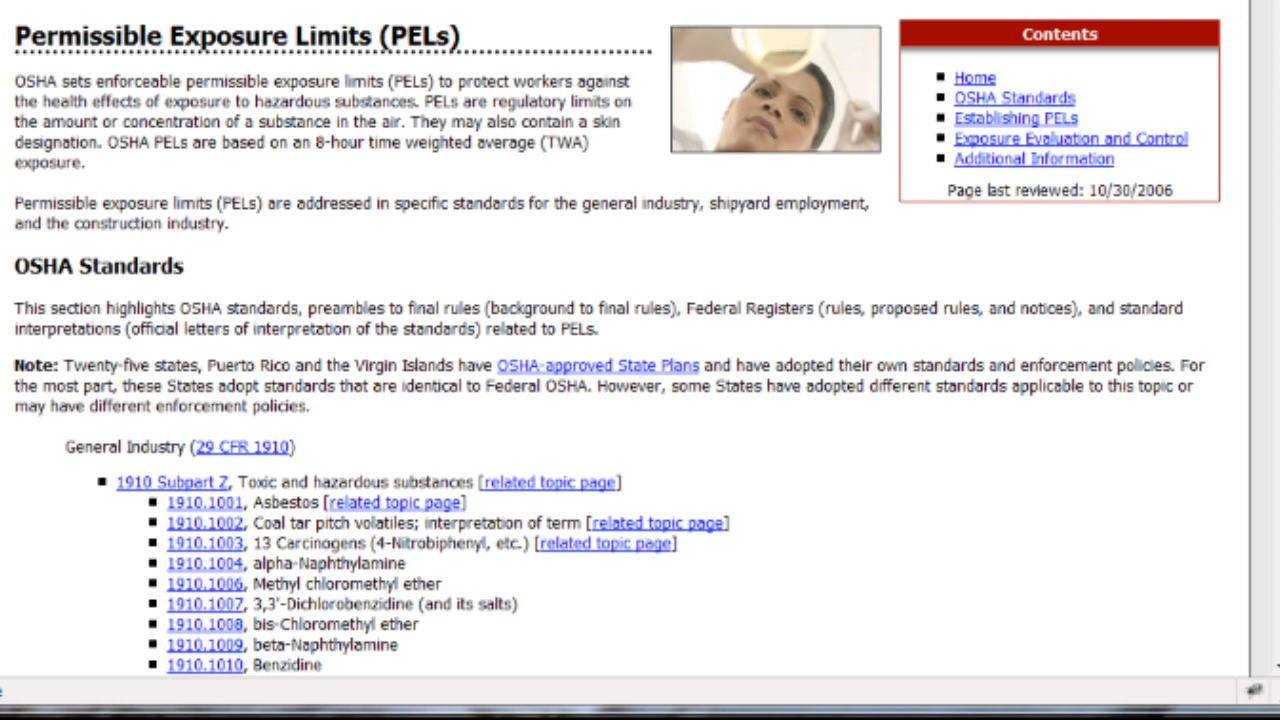 Permissible Exposure Limits (PELs)
OSHA sets enforceable permissible exposure limits (PELs) to protect workers against
the health effects of exposure to hazardous substances. PELs are regulatory limits on
the amount or concentration of a substance in the air. They may also contain a skin
designation. OSHA PELs are based on an 8-hour time weighted average (TWA)
exposure.
Permissible exposure limits (PELs) are addressed in specific standards for the general industry, shipyard employment,
and the construction industry.
Contents
Home
OSHA Standards
Establishing PELs
Exposure Evaluation and Control
Additional Information
Page last reviewed: 10/30/2006
OSHA Standards
This section highlights OSHA standards, preambles to final rules (background to final rules), Federal Registers (rules, proposed rules, and notices), and standard
interpretations (official letters of interpretation of the standards) related to PELs.
Note: Twenty-five states, Puerto Rico and the Virgin Islands have OSHA-approved State Plans and have adopted their own standards and enforcement policies. For
the most part, these States adopt standards that are identical to Federal OSHA. However, some States have adopted different standards applicable to this topic or
may have different enforcement policies.
General Industry (29 CFR 1910)
1910 Subpart Z, Toxic and hazardous substances [related topic page]
1910.1001, Asbestos [related topic page]
1910.1002, Coal tar pitch volatiles; interpretation of term [related topic page]
1910.1003, 13 Carcinogens (4-Nitrobiphenyl, etc.) [related topic page]
1910.1004, alpha-Naphthylamine
1910.1006, Methyl chloromethyl ether
1910.1007, 3,3'-Dichlorobenzidine (and its salts)
1910.1008, bis-Chloromethyl ether
1910.1009, beta-Naphthylamine
1910.1010, Benzidine